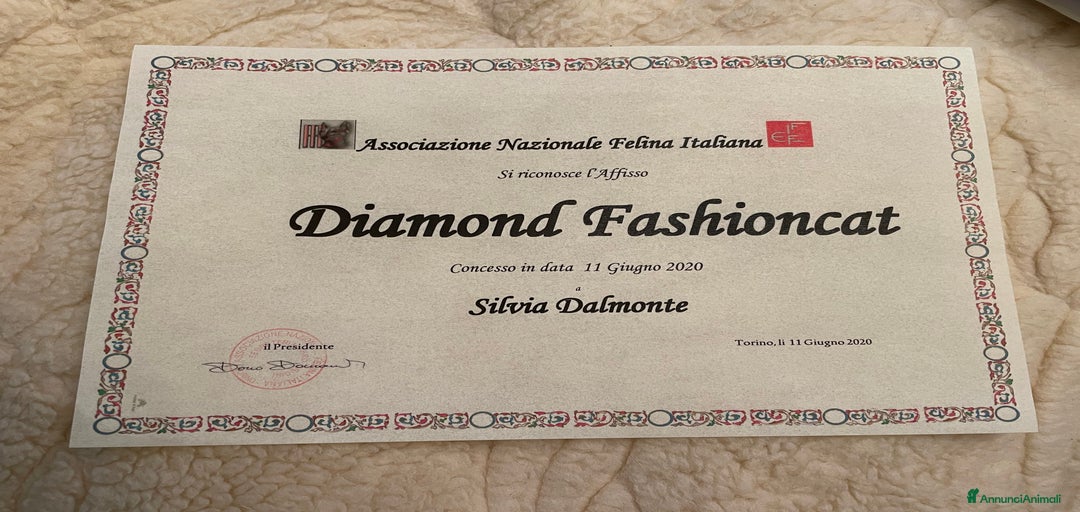 Associazione Nazionale Felina Italiana
Si riconosce l'Affisso
Diamond Fashioncat
Concesso in data 11 Giugno 2020
a
Silvia Dalmonte
il Presidente
Torino, li 11 Giugno 2020
AnnunciAnimali